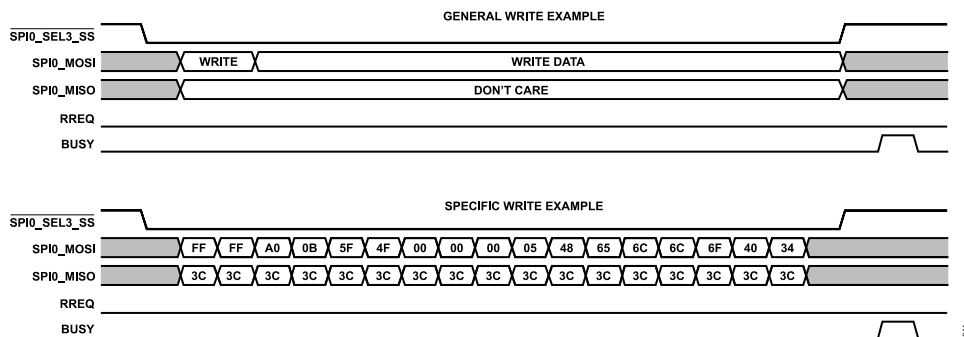 GENERAL WRITE EXAMPLE
SPI0_SEL3_SS
SPI0_MOSI WRITE WRITE DATA
SPI0_MISO DON'T CARE
RREQ
BUSY
SPECIFIC WRITE EXAMPLE
SPI0_SEL3_SS
SPI0_MOSI FF FF A0 0B 5F 4F 00 00 00 05 48 65 6C 6C 6F 40 34
SPI0_MISO 3C 3C 3C 3C 3C 3C 3C 3C 3C 3C 3C 3C 3C 3C 3C 3C 3C
RREQ
BUSY